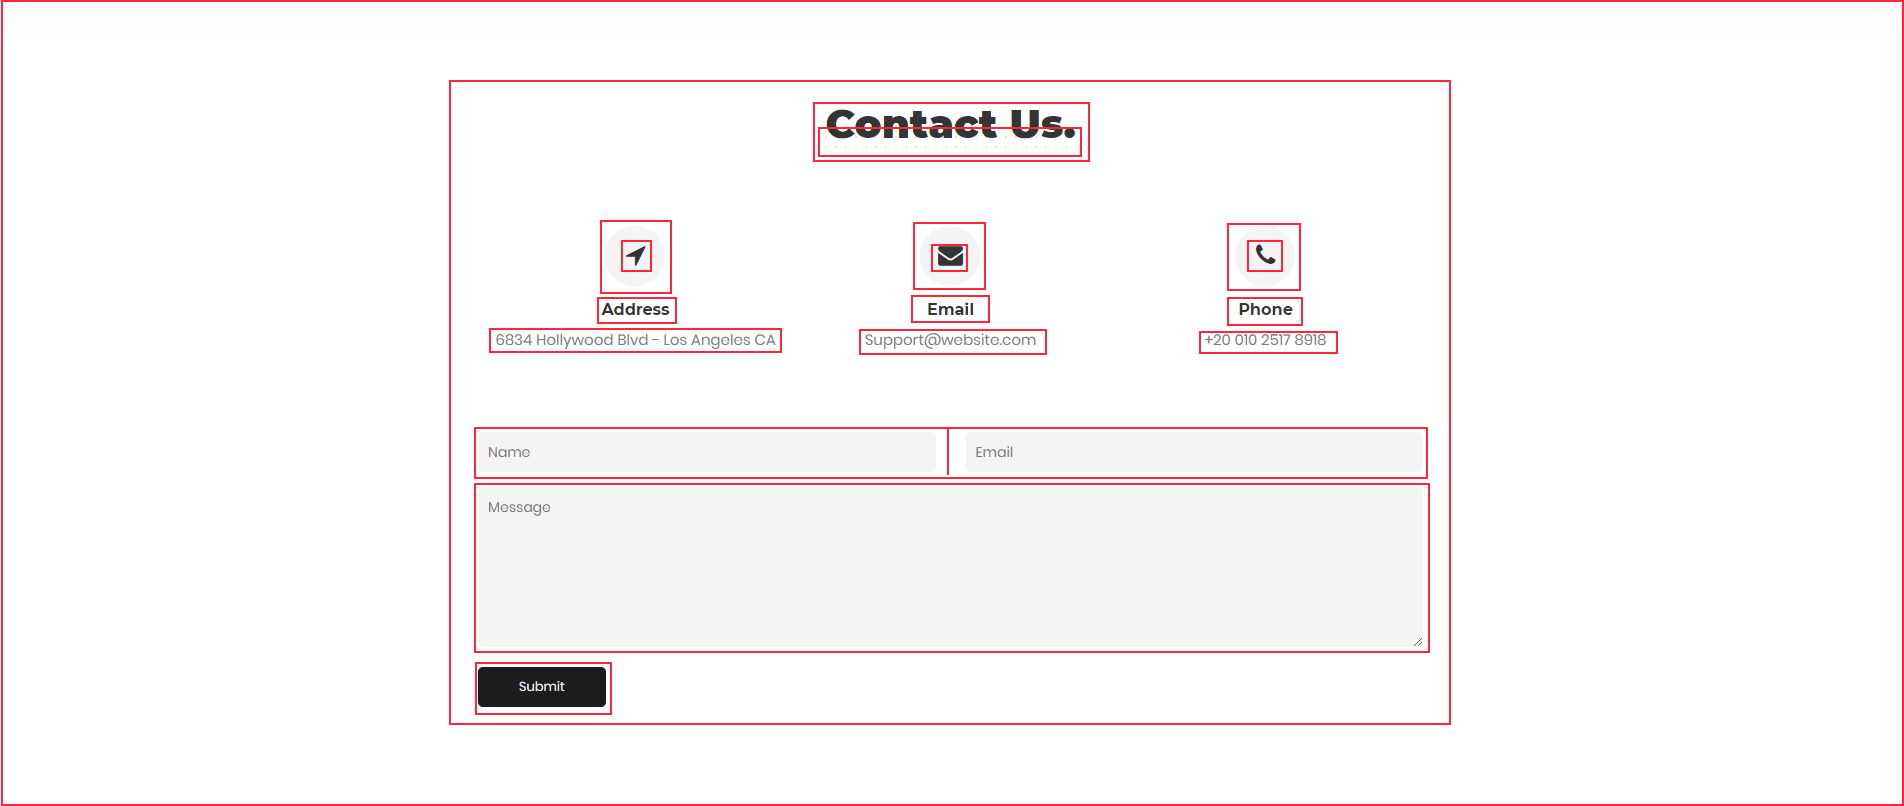 Contact Us.
Address
Email
Phone
6834 Hollywood Blvd - Los Angeles CA
Support@website.com
+20 010 2517 8918
Name
Email
Message
Submit